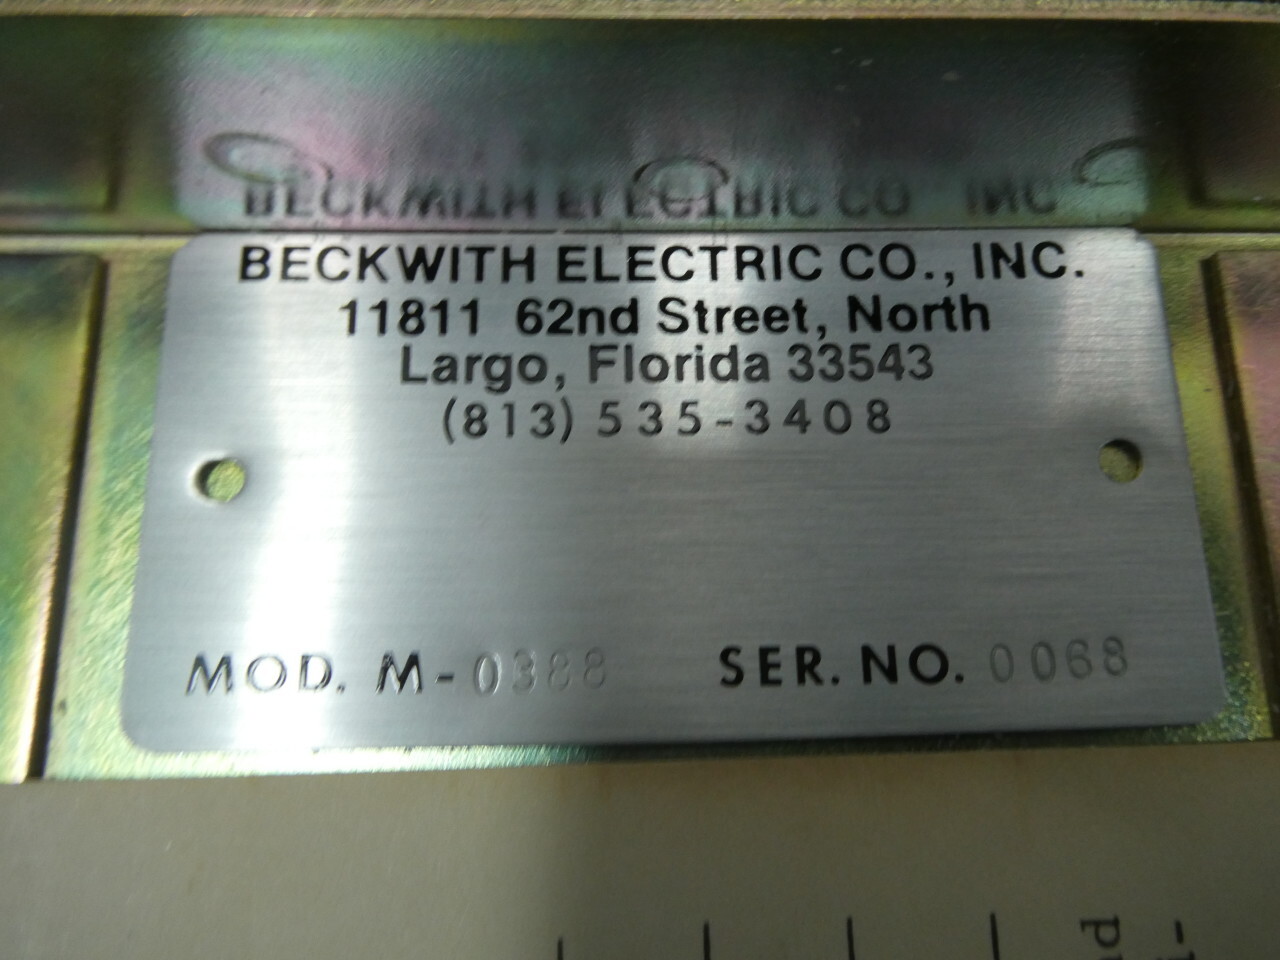 BECKWITH ELECTRIC CO., INC.
11811 62nd Street, North
Largo, Florida 33543
(813) 535-3408
MOD. M-0388 SER. NO. 0068